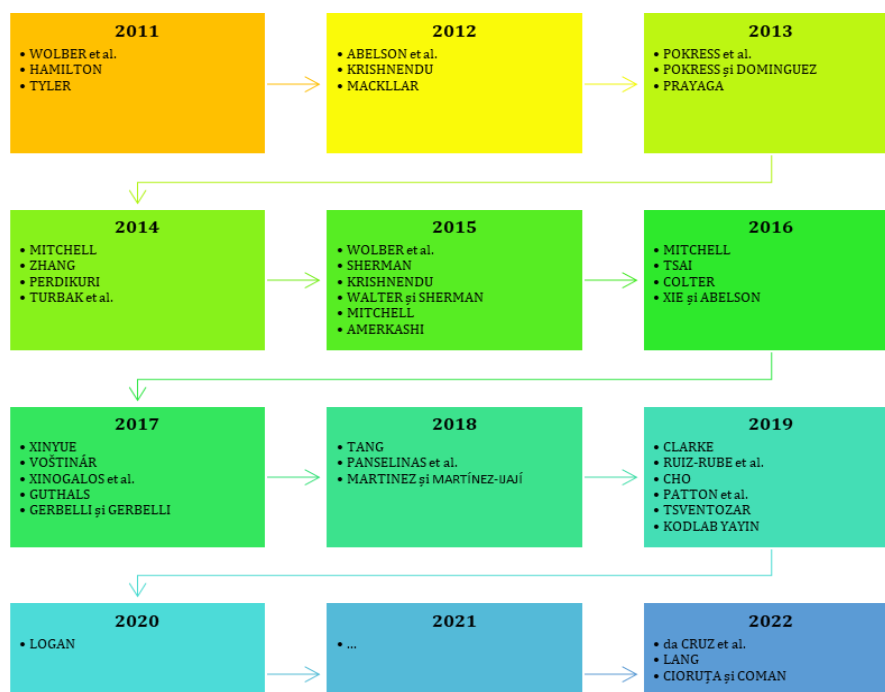 2011
• WOLBER et al.
• HAMILTON
• TYLER
2012
• ABELSON et al.
• KRISHNENDU
• MACKLLAR
2013
• POKRESS et al.
• POKRESS și DOMINGUEZ
• PRAYAGA
2014
• MITCHELL
• ZHANG
• PERDIKURI
• TURBAK et al.
2015
• WOLBER et al.
• SHERMAN
• KRISHNENDU
• WALTER și SHERMAN
• MITCHELL
• AMERKASHI
2016
• MITCHELL
• TSAI
• COLTER
• XIE și ABELSON
2017
• XINYUE
• VOŠTINÁR
• XINOGALOS et al.
• GUTHALS
• GERBELLI și GERBELLI
2018
• TANG
• PANSELINAS et al.
• MARTINEZ și MARTÍNEZ-IJAJÍ
2019
• CLARKE
• RUIZ-RUBE et al.
• CHO
• PATTON et al.
• TSVENTOZAR
• KODLAB YAYIN
2020
• LOGAN
2021
• ...
2022
• da CRUZ et al.
• LANG
• CIORUȚA și COMAN